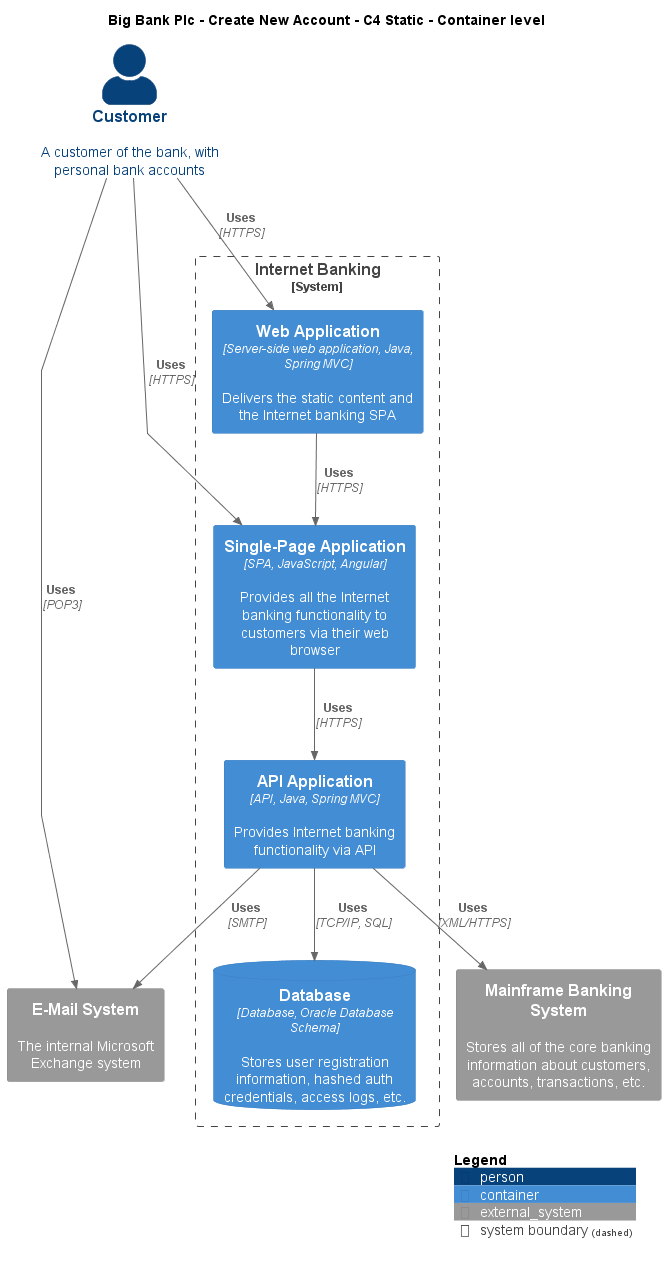 Big Bank Plc - Create New Account - C4 Static - Container level
Customer
A customer of the bank, with
personal bank accounts
Uses
[HTTPS]
Internet Banking
[System]
Web Application
[Server-side web application, Java,
Spring MVC]
Delivers the static content and
the Internet banking SPA
Uses
[HTTPS]
Uses
[HTTPS]
Single-Page Application
[SPA, JavaScript, Angular]
Provides all the Internet
banking functionality to
customers via their web
browser
Uses
[POP3]
Uses
[HTTPS]
API Application
[API, Java, Spring MVC]
Provides Internet banking
functionality via API
Uses
[SMTP]
Uses
[TCP/IP, SQL]
Uses
[XML/HTTPS]
E-Mail System
The internal Microsoft
Exchange system
Database
[Database, Oracle Database
Schema]
Stores user registration
information, hashed auth
credentials, access logs, etc.
Mainframe Banking
System
Stores all of the core banking
information about customers,
accounts, transactions, etc.
Legend
person
container
external_system
system boundary (dashed)